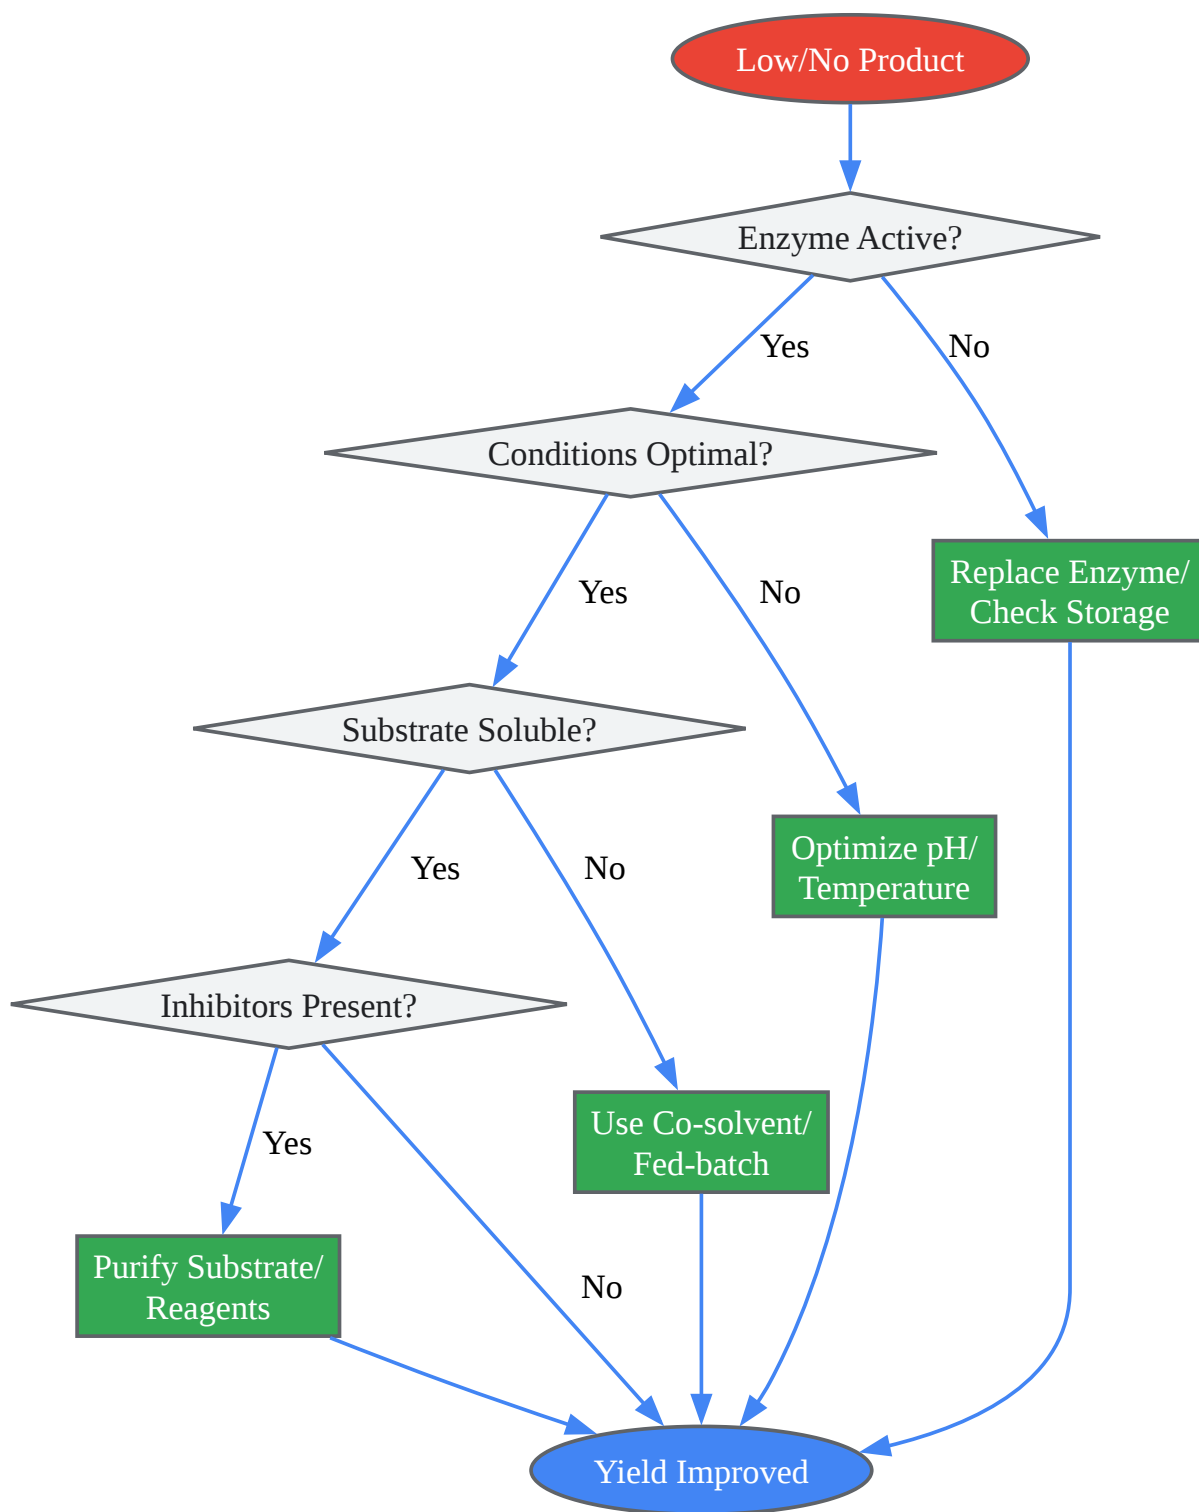 Low/No Product
Enzyme Active?
Yes
No
Conditions Optimal?
Yes
No
Replace Enzyme/
Check Storage
Substrate Soluble?
Yes
No
Optimize pH/
Temperature
Inhibitors Present?
Yes
Use Co-solvent/
Fed-batch
Purify Substrate/
Reagents
No
Yield Improved